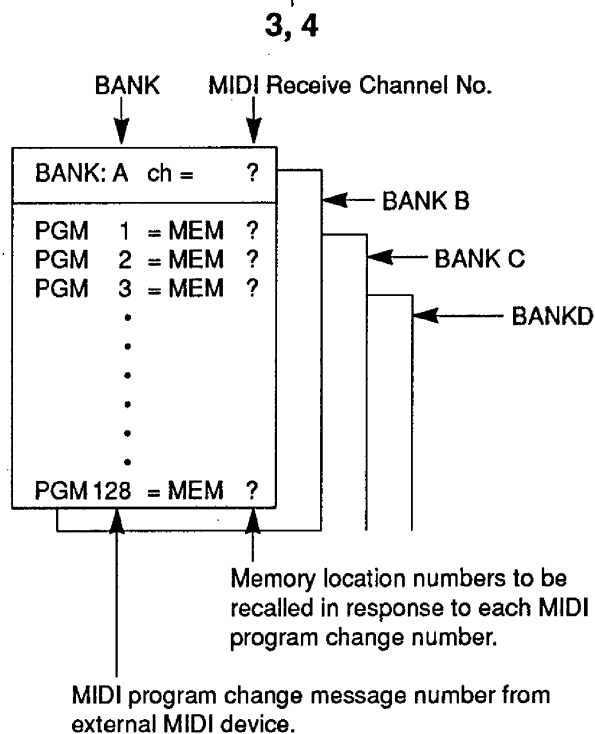 3, 4
BANK MIDI Receive Channel No.
BANK: A ch = ?
BANK B
PGM 1 = MEM ?
PGM 2 = MEM ?
BANK C
PGM 3 = MEM ?
BANKD
PGM 128 = MEM ?
Memory location numbers to be
recalled in response to each MIDI
program change number.
MIDI program change message number from
external MIDI device.